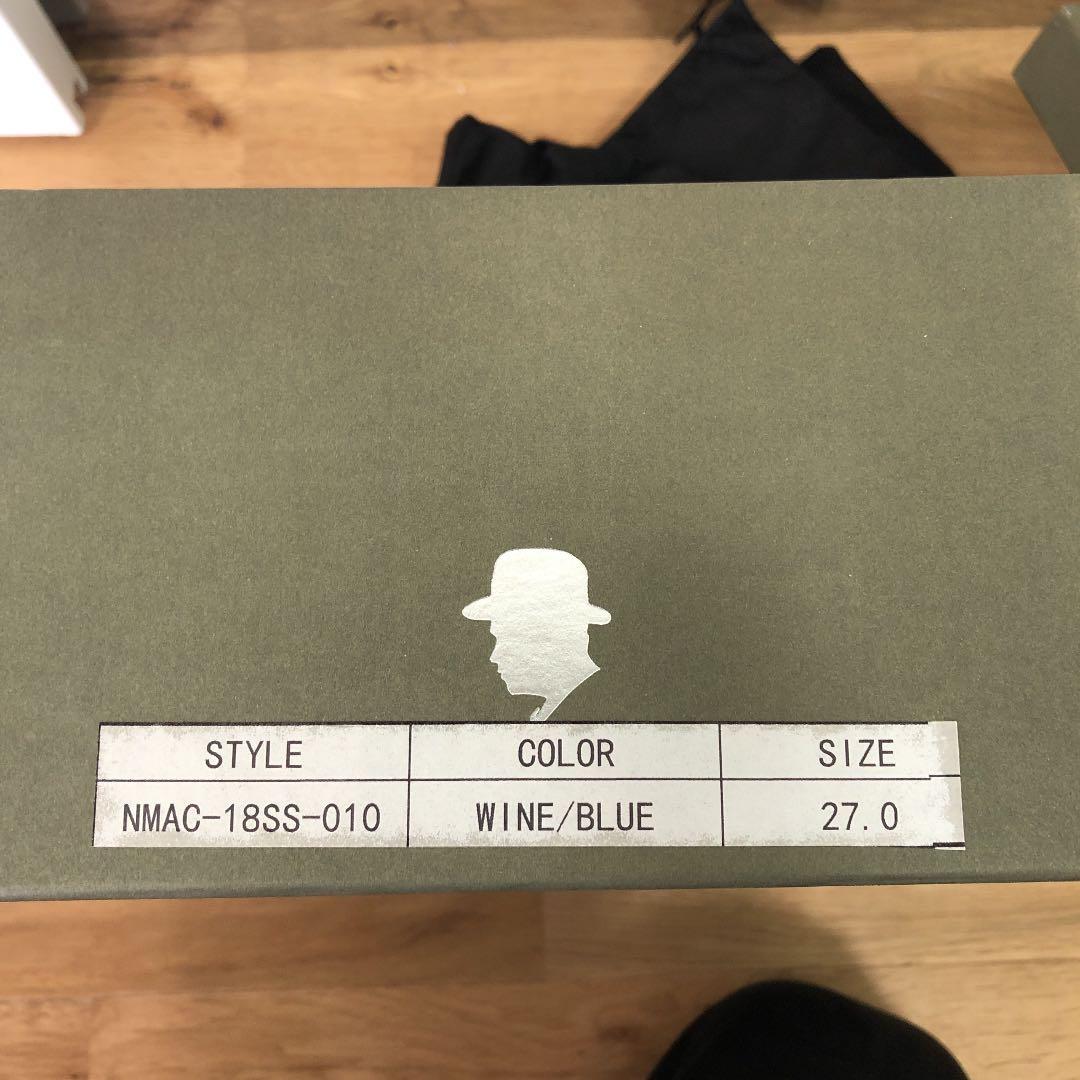 STYLE COLOR SIZE
NMAC-18SS-010 WINE/BLUE 27.0